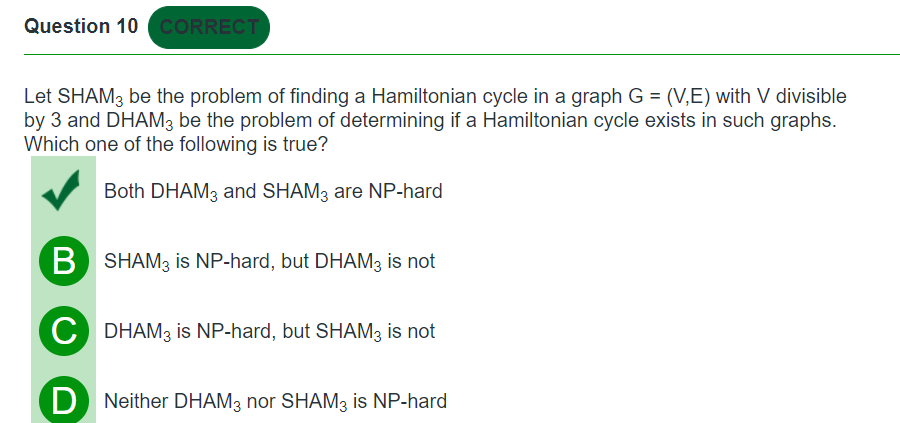 Question 10 CORRECT
Let SHAM₃ be the problem of finding a Hamiltonian cycle in a graph G = (V,E) with V divisible
by 3 and DHAM₃ be the problem of determining if a Hamiltonian cycle exists in such graphs.
Which one of the following is true?
Both DHAM₃ and SHAM₃ are NP-hard
B SHAM₃ is NP-hard, but DHAM₃ is not
C DHAM₃ is NP-hard, but SHAM₃ is not
D Neither DHAM₃ nor SHAM₃ is NP-hard